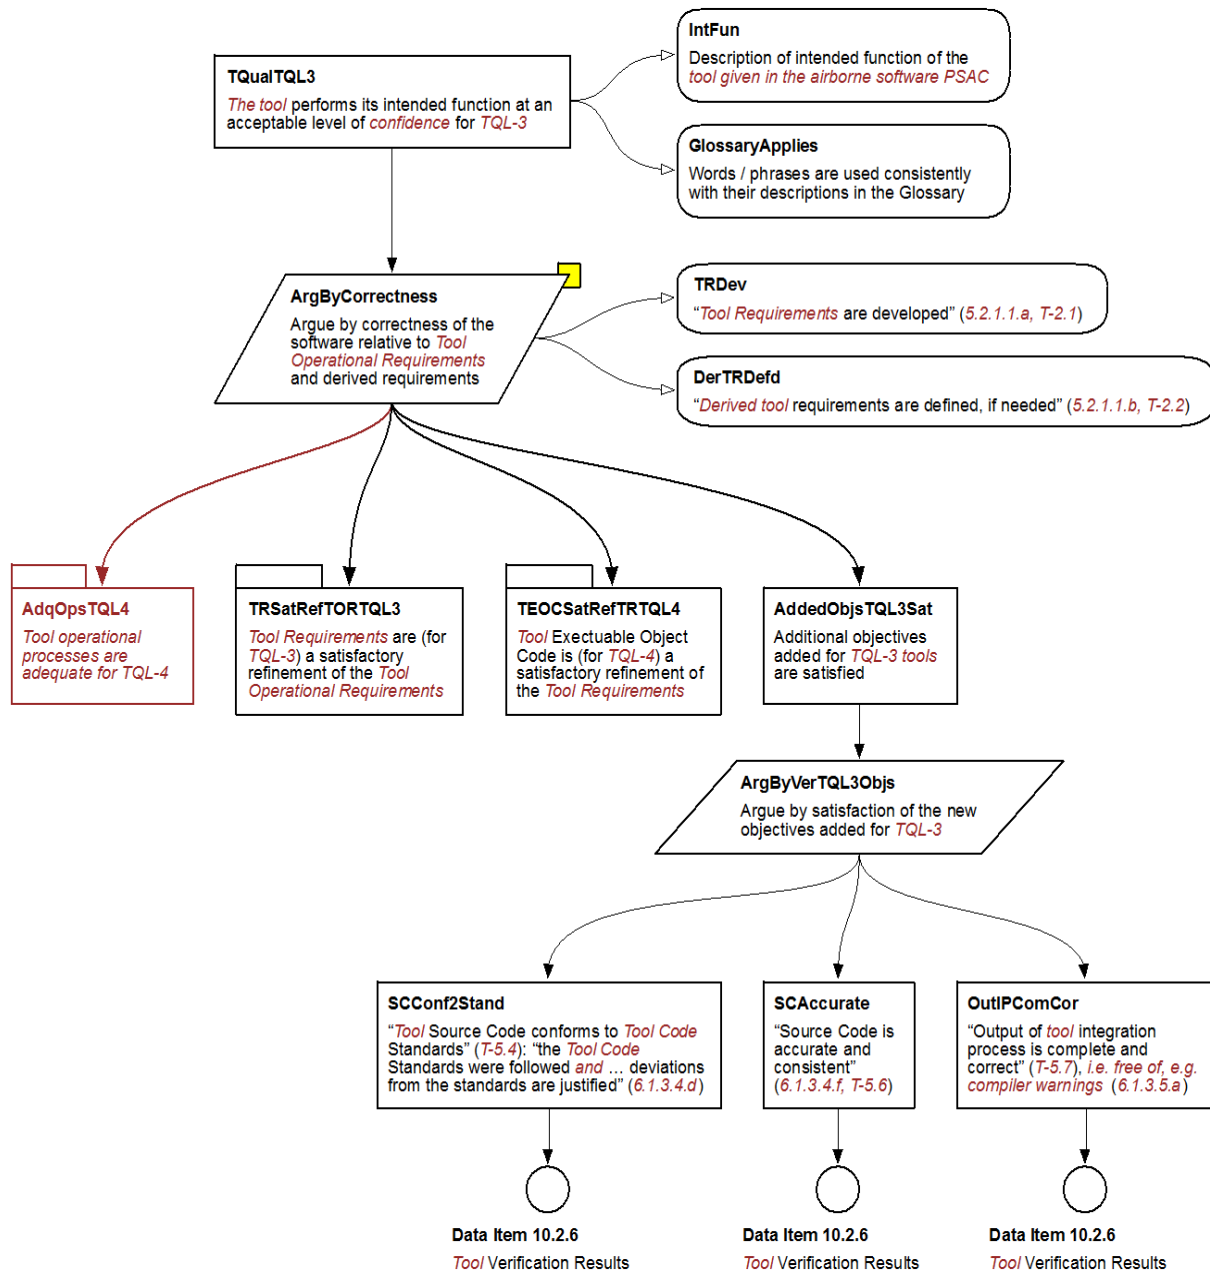 IntFun
Description of intended function of the
tool given in the airborne software PSAC
TQualTQL3
The tool performs its intended function at an
acceptable level of confidence for TQL-3
GlossaryApplies
Words / phrases are used consistently
with their descriptions in the Glossary
ArgByCorrectness
Argue by correctness of the
software relative to Tool
Operational Requirements
and derived requirements
TRDev
“Tool Requirements are developed” (5.2.1.1.a, T-2.1)
DerTRDefd
“Derived tool requirements are defined, if needed” (5.2.1.1.b, T-2.2)
AdqOpsTQL4
Tool operational
processes are
adequate for TQL-4
TRSatRefTORTQL3
Tool Requirements are (for
TQL-3) a satisfactory
refinement of the Tool
Operational Requirements
TEOCSatRefTRTQL4
Tool Exectuable Object
Code is (for TQL-4) a
satisfactory refinement of
the Tool Requirements
AddedObjsTQL3Sat
Additional objectives
added for TQL-3 tools
are satisfied
ArgByVerTQL3Objs
Argue by satisfaction of the new
objectives added for TQL-3
SCConf2Stand
“Tool Source Code conforms to Tool Code
Standards” (T-5.4): “the Tool Code
Standards were followed and … deviations
from the standards are justified” (6.1.3.4.d)
SCAccurate
“Source Code is
accurate and
consistent”
(6.1.3.4.f, T-5.6)
OutIPComCor
“Output of tool integration
process is complete and
correct” (T-5.7), i.e. free of, e.g.
compiler warnings (6.1.3.5.a)
Data Item 10.2.6
Tool Verification Results
Data Item 10.2.6
Tool Verification Results
Data Item 10.2.6
Tool Verification Results